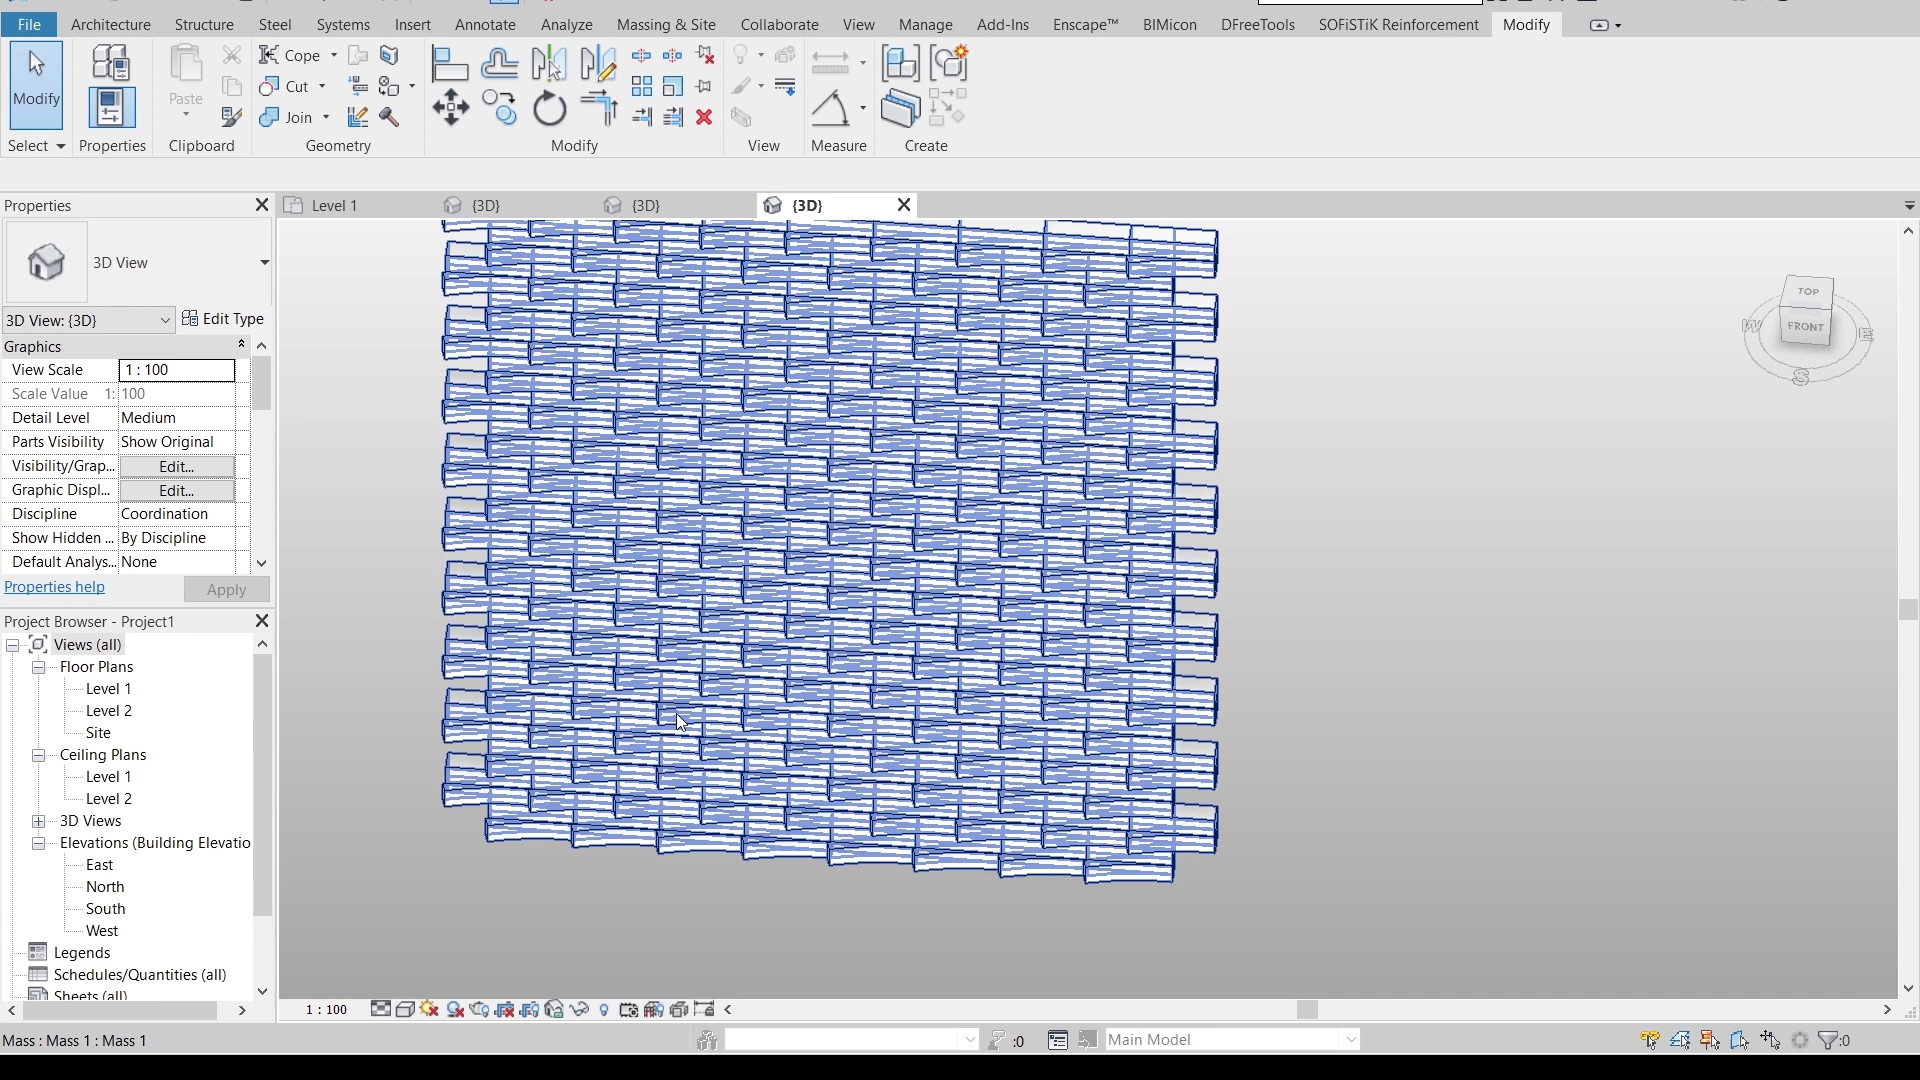 File Architecture Structure Steel Systems Insert Annotate Analyze Massing & Site Collaborate View Manage Add-Ins Enscape™ BIMicon DFreeTools SOFiSTiK Reinforcement Modify
Modify
Paste
Cope
Cut
Join
Select Properties Clipboard Geometry Modify View Measure Create
Properties
Level 1 {3D} {3D} {3D}
3D View
3D View: {3D} Edit Type
Graphics
View Scale 1 : 100
Scale Value 1: 100
Detail Level Medium
Parts Visibility Show Original
Visibility/Grap... Edit...
Graphic Displ... Edit...
Discipline Coordination
Show Hidden ... By Discipline
Default Analys... None
Properties help Apply
Project Browser - Project1
Views (all)
Floor Plans
Level 1
Level 2
Site
Ceiling Plans
Level 1
Level 2
3D Views
Elevations (Building Elevatio
East
North
South
West
Legends
Schedules/Quantities (all)
Sheets (all)
TOP
FRONT
W
E
S
1 : 100
Mass : Mass 1 : Mass 1 :0 Main Model :0